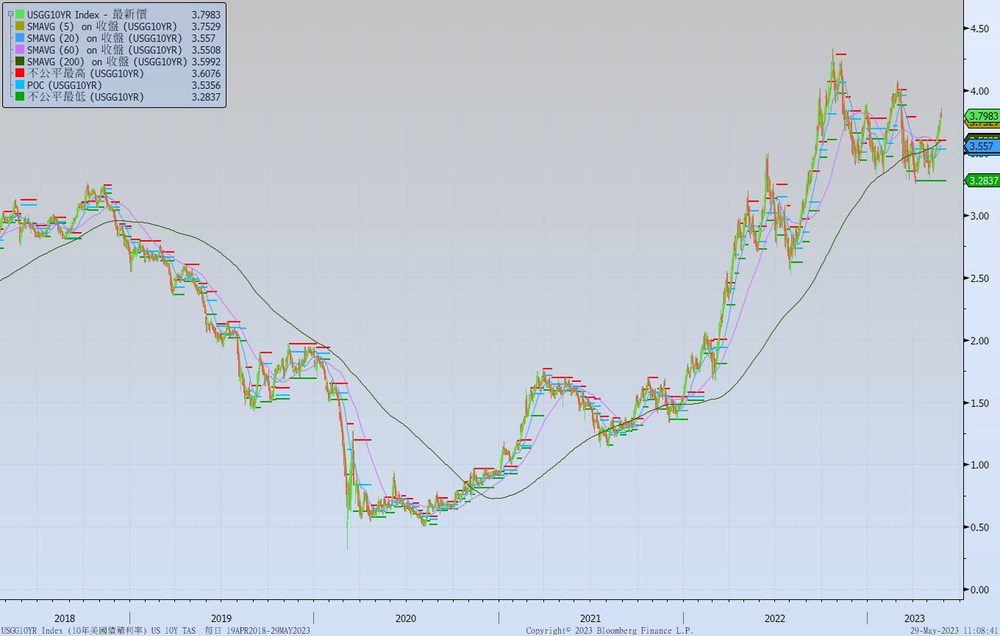 USGG10YR Index - 最新價 3.7983
SMAVG (5) on 收盤 (USGG10YR) 3.7529
SMAVG (20) on 收盤 (USGG10YR) 3.557
SMAVG (60) on 收盤 (USGG10YR) 3.5508
SMAVG (200) on 收盤 (USGG10YR) 3.5992
不公平最高 (USGG10YR) 3.6076
POC (USGG10YR) 3.5356
不公平最低 (USGG10YR) 3.2837
4.50
4.00
3.7983
3.7529
3.557
3.2837
3.00
2.50
2.00
1.50
1.00
0.50
0.00
2018 2019 2020 2021 2022 2023
USGG10YR Index (10年美國債殖利率) US 10Y TAS 每日 19APR2018-29MAY2023 Copyright© 2023 Bloomberg Finance L.P. 29-May-2023 11:08:41